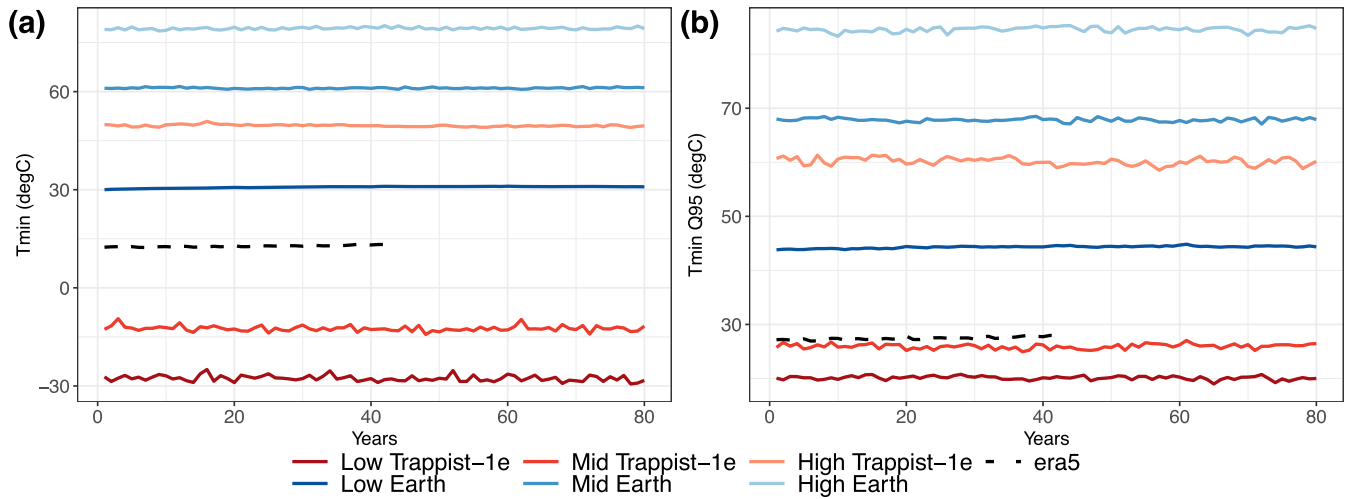 (a)
Tmin (degC)
60
30
0
−30
0 20 40 60 80
Years
(b)
Tmin Q95 (degC)
70
50
30
0 20 40 60 80
Years
Low Trappist−1e Mid Trappist−1e High Trappist−1e era5
Low Earth Mid Earth High Earth